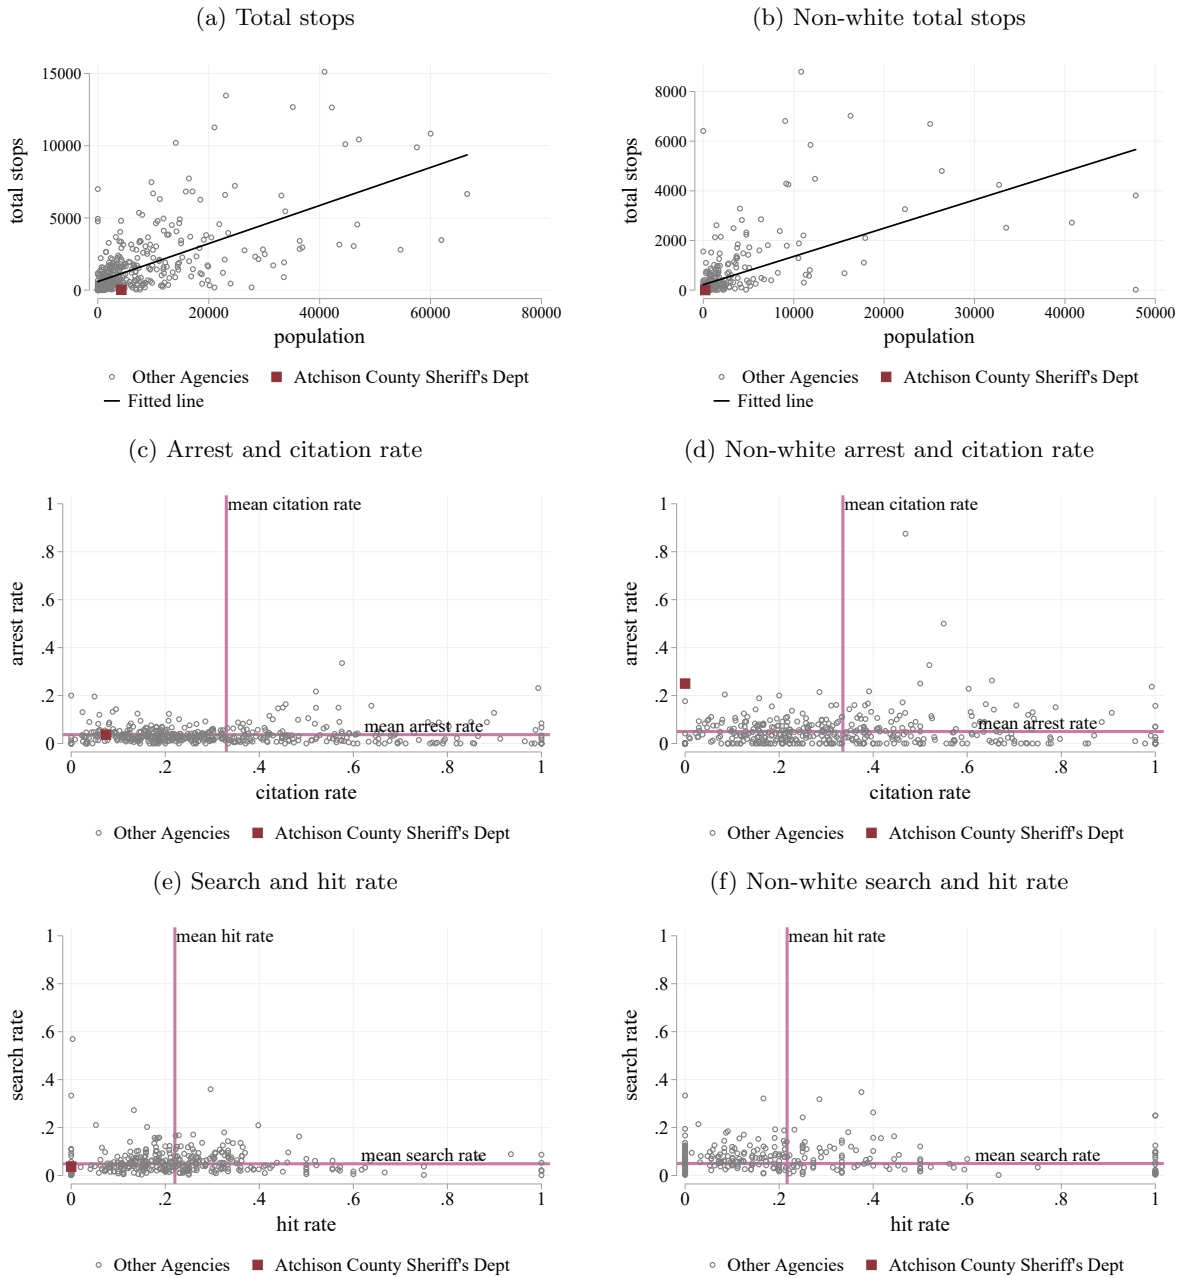 (a) Total stops
(b) Non-white total stops
total stops
15000
10000
5000
0
0 20000 40000 60000 80000
population
Other Agencies Atchison County Sheriff's Dept
Fitted line
total stops
8000
6000
4000
2000
0
0 10000 20000 30000 40000 50000
population
Other Agencies Atchison County Sheriff's Dept
Fitted line
(c) Arrest and citation rate
(d) Non-white arrest and citation rate
arrest rate
1
.8
.6
.4
.2
0
mean citation rate
mean arrest rate
0 .2 .4 .6 .8 1
citation rate
Other Agencies Atchison County Sheriff's Dept
arrest rate
1
.8
.6
.4
.2
0
mean citation rate
mean arrest rate
0 .2 .4 .6 .8 1
citation rate
Other Agencies Atchison County Sheriff's Dept
(e) Search and hit rate
(f) Non-white search and hit rate
search rate
1
.8
.6
.4
.2
0
mean hit rate
mean search rate
0 .2 .4 .6 .8 1
hit rate
Other Agencies Atchison County Sheriff's Dept
search rate
1
.8
.6
.4
.2
0
mean hit rate
mean search rate
0 .2 .4 .6 .8 1
hit rate
Other Agencies Atchison County Sheriff's Dept